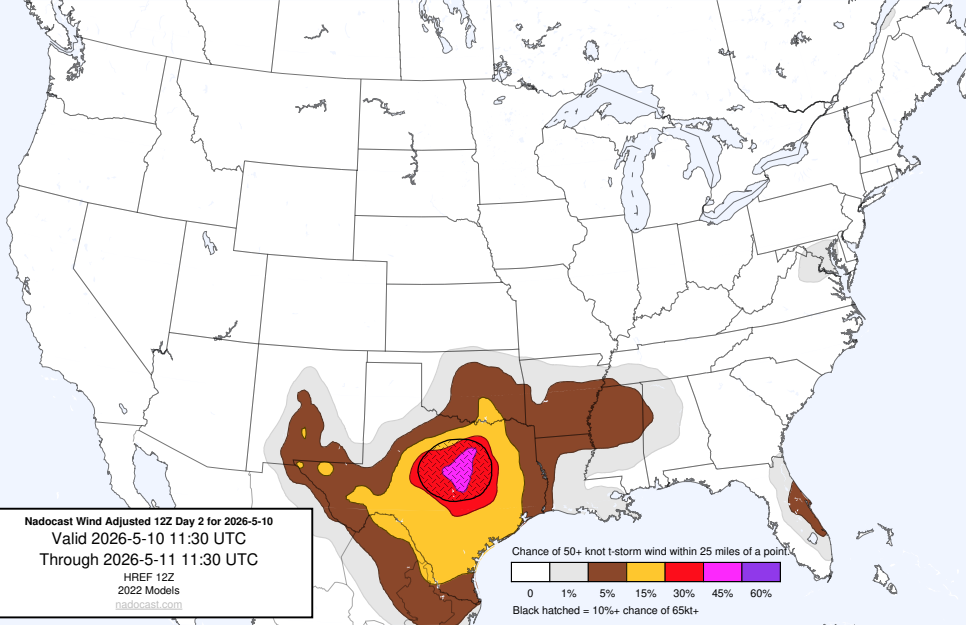 Nadocast Wind Adjusted 12Z Day 2 for 2026-5-10
Valid 2026-5-10 11:30 UTC
Through 2026-5-11 11:30 UTC
HREF 12Z
2022 Models
nadocast.com
Chance of 50+ knot t-storm wind within 25 miles of a point.
0 1% 5% 15% 30% 45% 60%
Black hatched = 10%+ chance of 65kt+